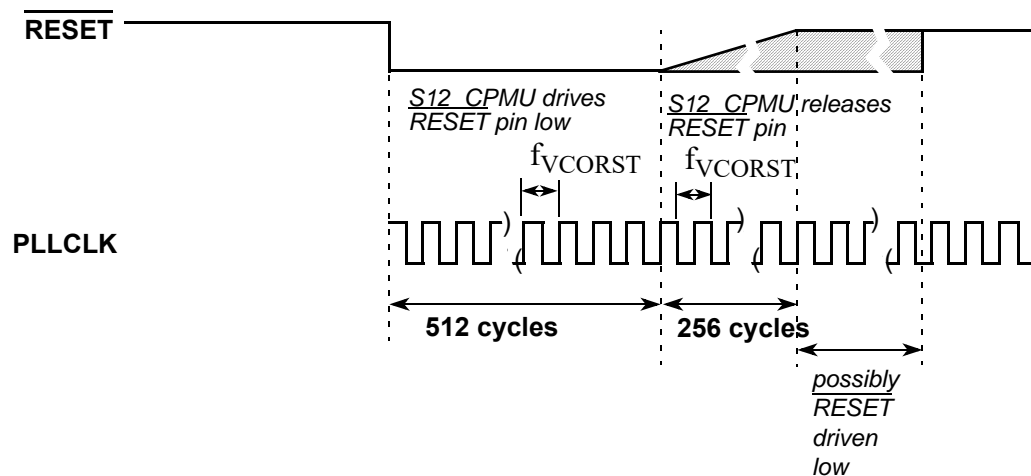 RESET
S12_CPMU drives
RESET pin low
S12_CPMU releases
RESET pin
fVCORST
fVCORST
PLLCLK
) ( ) ( ) (
512 cycles
256 cycles
possibly
RESET
driven
low